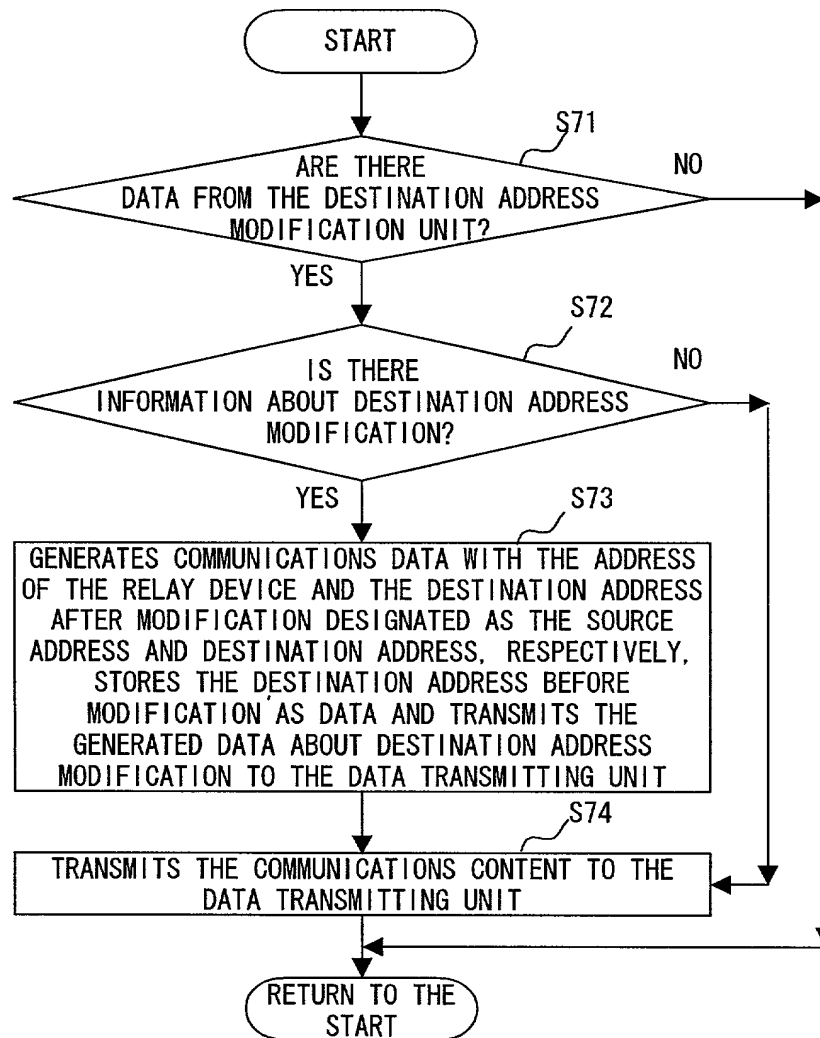 START
S71
ARE THERE
DATA FROM THE DESTINATION ADDRESS
MODIFICATION UNIT?
NO
YES
S72
IS THERE
INFORMATION ABOUT DESTINATION ADDRESS
MODIFICATION?
NO
YES
S73
GENERATES COMMUNICATIONS DATA WITH THE ADDRESS
OF THE RELAY DEVICE AND THE DESTINATION ADDRESS
AFTER MODIFICATION DESIGNATED AS THE SOURCE
ADDRESS AND DESTINATION ADDRESS, RESPECTIVELY,
STORES THE DESTINATION ADDRESS BEFORE
MODIFICATION AS DATA AND TRANSMITS THE
GENERATED DATA ABOUT DESTINATION ADDRESS
MODIFICATION TO THE DATA TRANSMITTING UNIT
S74
TRANSMITS THE COMMUNICATIONS CONTENT TO THE
DATA TRANSMITTING UNIT
RETURN TO THE
START